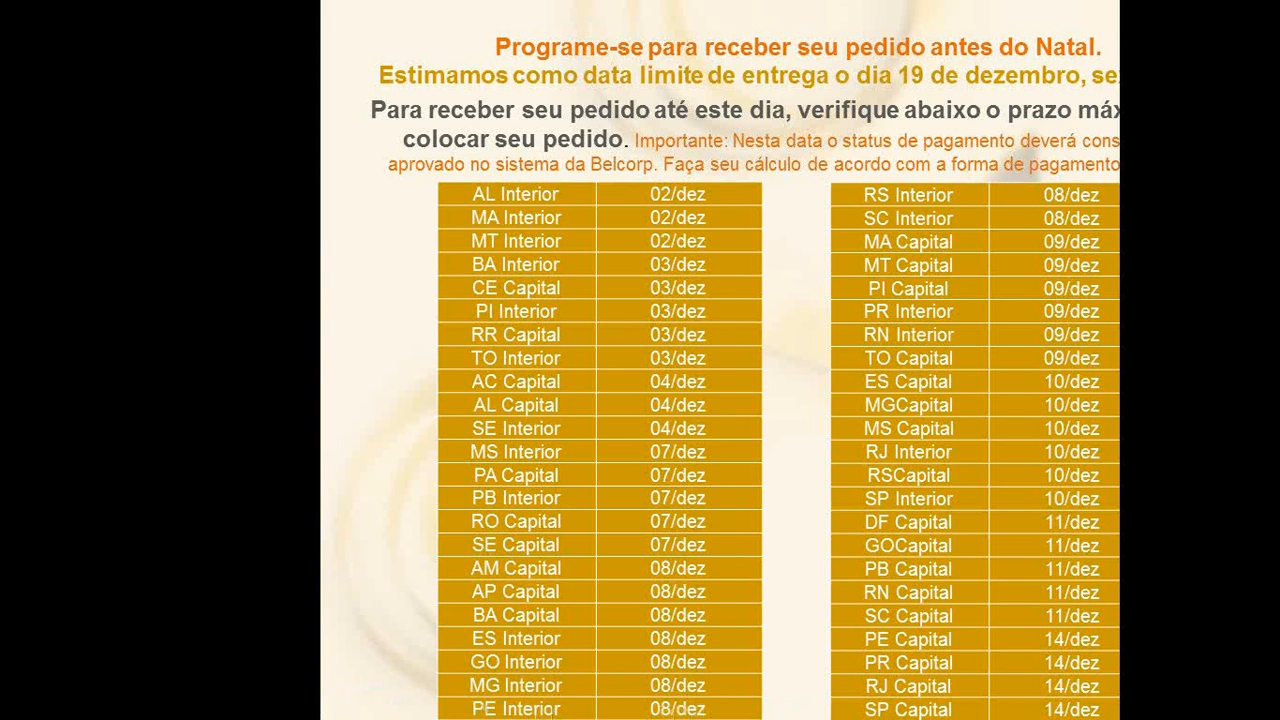 Programe-se para receber seu pedido antes do Natal.
Estimamos como data limite de entrega o dia 19 de dezembro,
Para receber seu pedido até este dia, verifique abaixo o prazo
colocar seu pedido. Importante: Nesta data o status de pagamento deverá
aprovado no sistema da Belcorp. Faça seu cálculo de acordo com a forma de pagamento
AL Interior 02/dez
MA Interior 02/dez
MT Interior 02/dez
BA Interior 03/dez
CE Capital 03/dez
PI Interior 03/dez
RR Capital 03/dez
TO Interior 03/dez
AC Capital 04/dez
AL Capital 04/dez
SE Interior 04/dez
MS Interior 07/dez
PA Capital 07/dez
PB Interior 07/dez
RO Capital 07/dez
SE Capital 07/dez
AM Capital 08/dez
AP Capital 08/dez
BA Capital 08/dez
ES Interior 08/dez
GO Interior 08/dez
MG Interior 08/dez
PE Interior 08/dez
RS Interior 08/dez
SC Interior 08/dez
MA Capital 09/dez
MT Capital 09/dez
PI Capital 09/dez
PR Interior 09/dez
RN Interior 09/dez
TO Capital 09/dez
ES Capital 10/dez
MGCapital 10/dez
MS Capital 10/dez
RJ Interior 10/dez
RSCapital 10/dez
SP Interior 10/dez
DF Capital 11/dez
GOCapital 11/dez
PB Capital 11/dez
RN Capital 11/dez
SC Capital 11/dez
PE Capital 14/dez
PR Capital 14/dez
RJ Capital 14/dez
SP Capital 14/dez